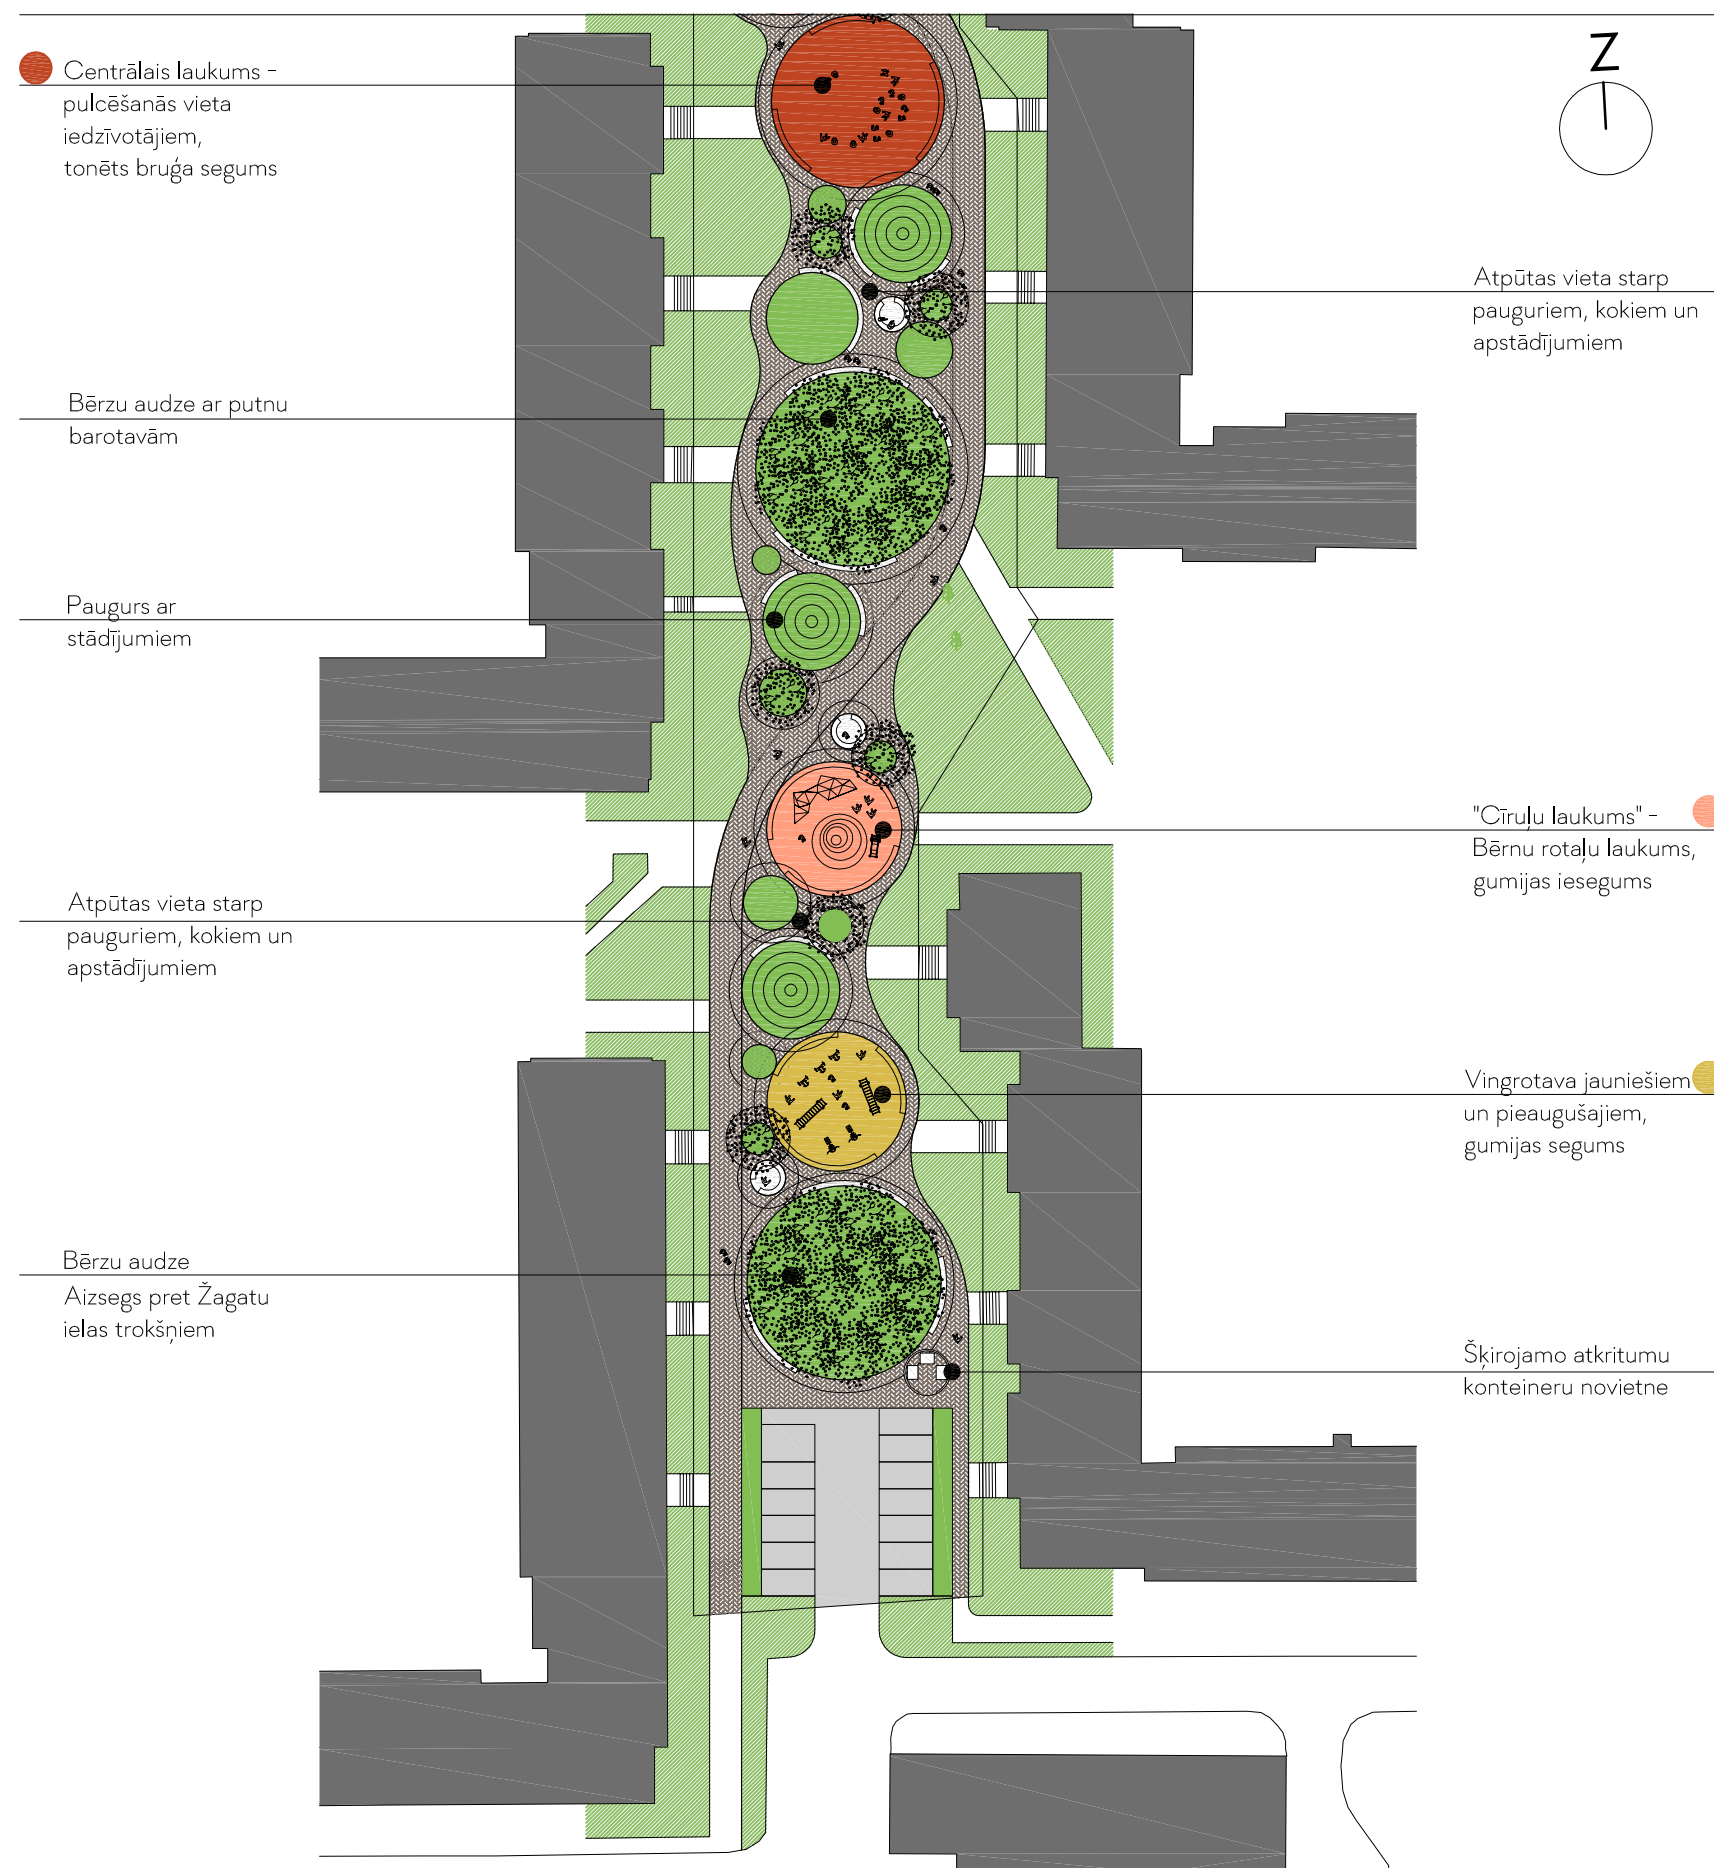 Centrālais laukums -
pulcēšanās vieta
iedzīvotājiem,
tonēts bruģa segums
Z
Atpūtas vieta starp
pauguriem, kokiem un
apstādījumiem
Bērzu audze ar putnu
barotavām
Paugurs ar
stādījumiem
"Cīruļu laukums" -
Bērnu rotaļu laukums,
gumijas iesegums
Atpūtas vieta starp
pauguriem, kokiem un
apstādījumiem
Vingrotava jauniešiem
un pieaugušajiem,
gumijas segums
Bērzu audze
Aizsegs pret Žagatu
ielas trokšņiem
Šķirojamo atkritumu
konteineru novietne